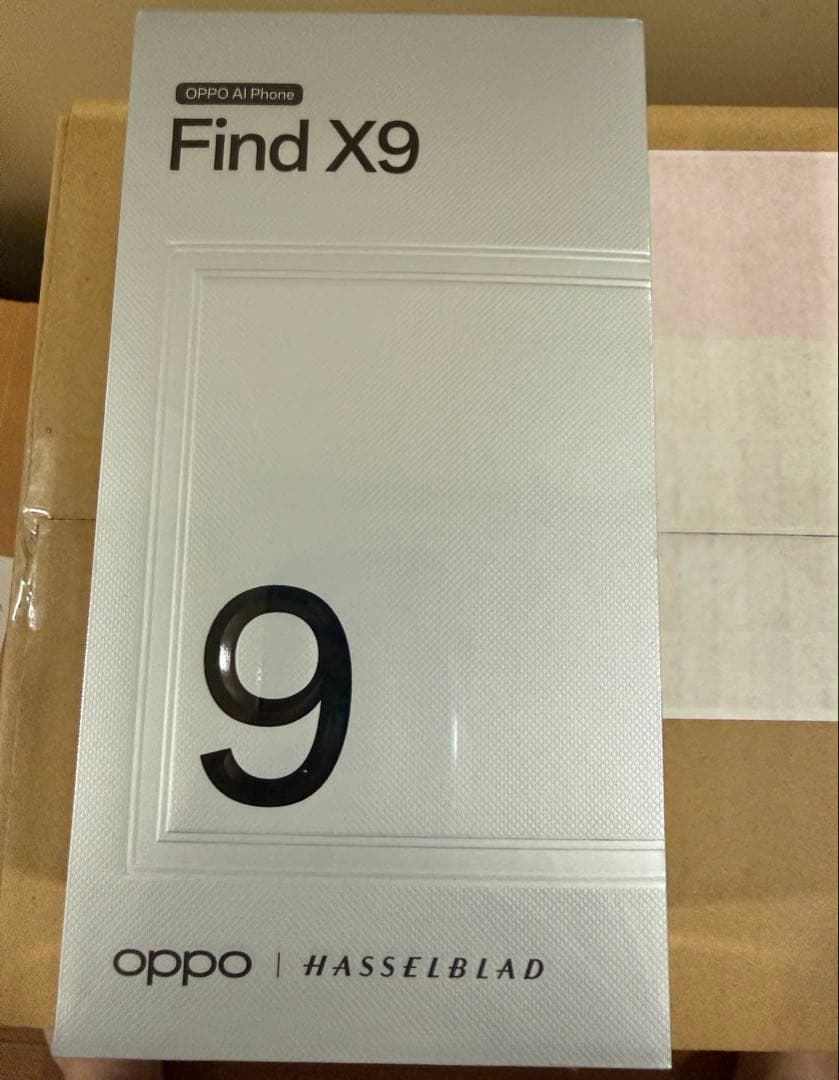 OPPO AI Phone
Find X9
9
oppo | HASSELBLAD